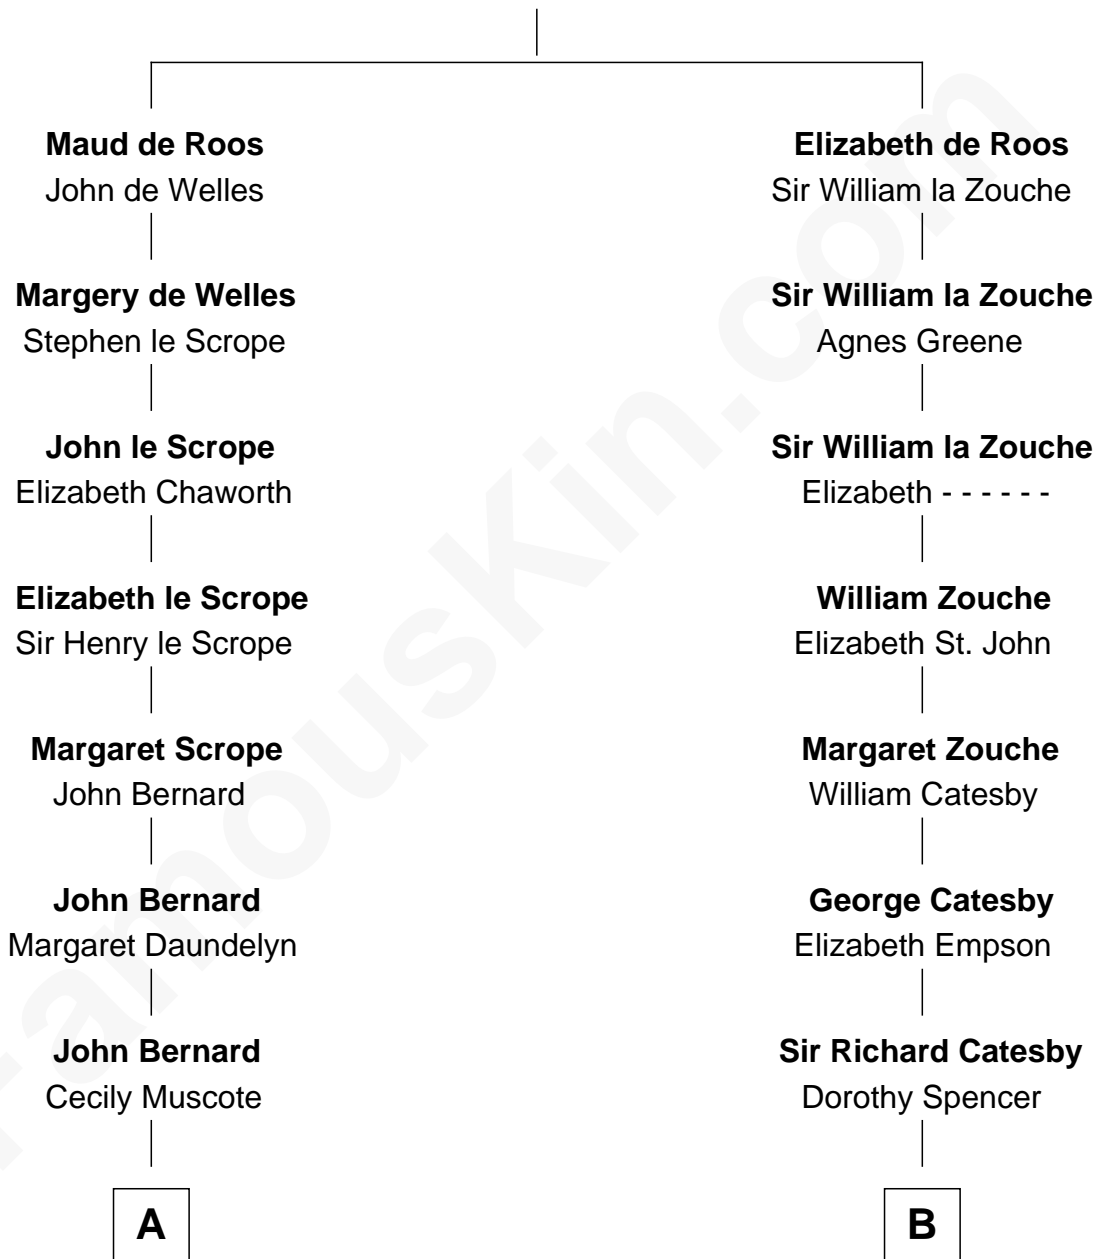 Maud de Roos
John de Welles
Elizabeth de Roos
Sir William la Zouche
Margery de Welles
Stephen le Scrope
Sir William la Zouche
Agnes Greene
John le Scrope
Elizabeth Chaworth
Sir William la Zouche
Elizabeth - - - - - -
Elizabeth le Scrope
Sir Henry le Scrope
William Zouche
Elizabeth St. John
Margaret Scrope
John Bernard
Margaret Zouche
William Catesby
John Bernard
Margaret Daundelyn
George Catesby
Elizabeth Empson
John Bernard
Cecily Muscote
Sir Richard Catesby
Dorothy Spencer
A
B
FamousKin.com